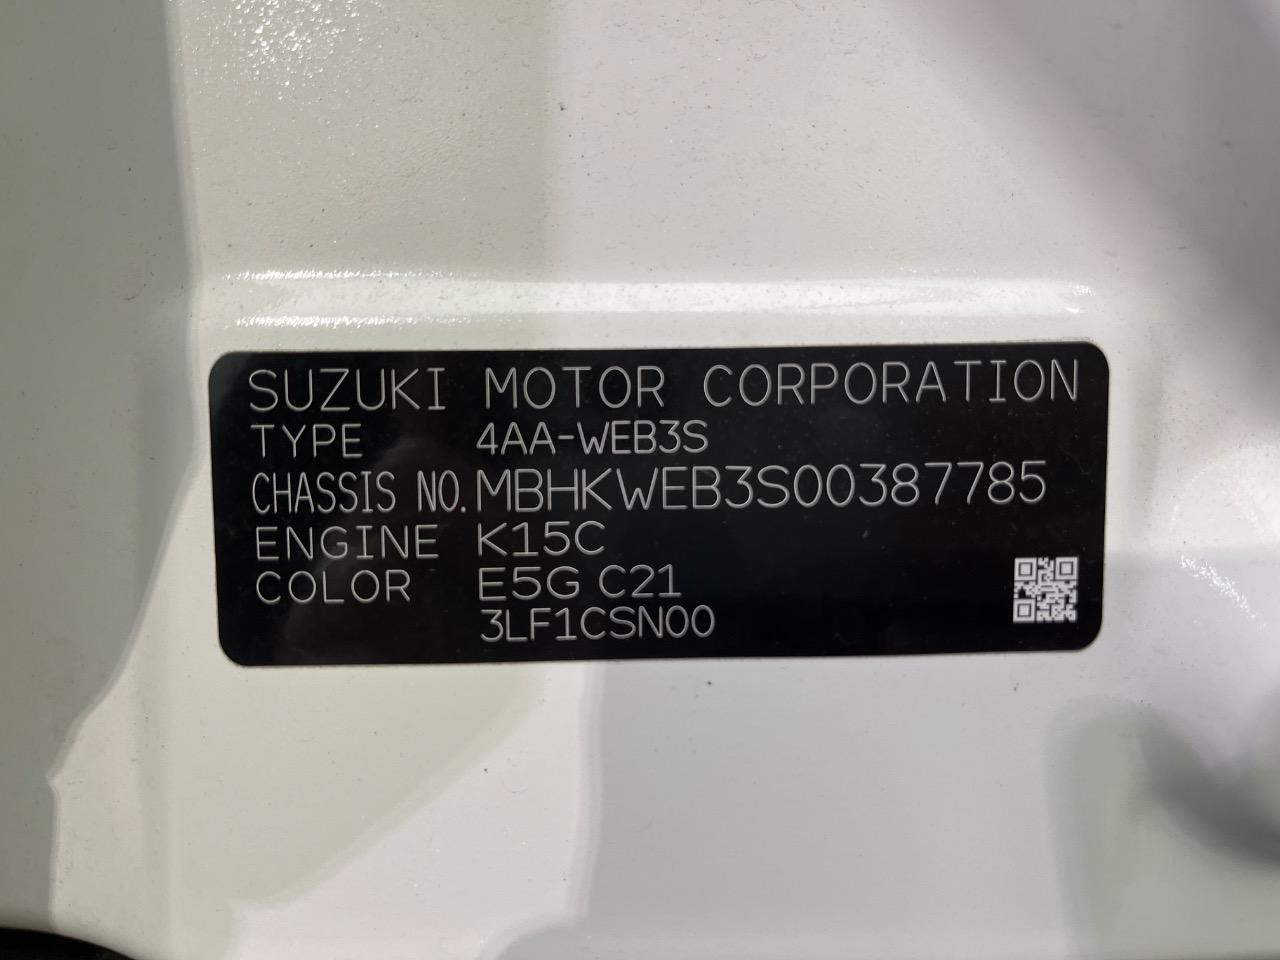 SUZUKI MOTOR CORPORATION
TYPE 4AA-WEB3S
CHASSIS NO. MBHKWEB3S00387785
ENGINE K15C
COLOR E5G C21
3LF1CSN00